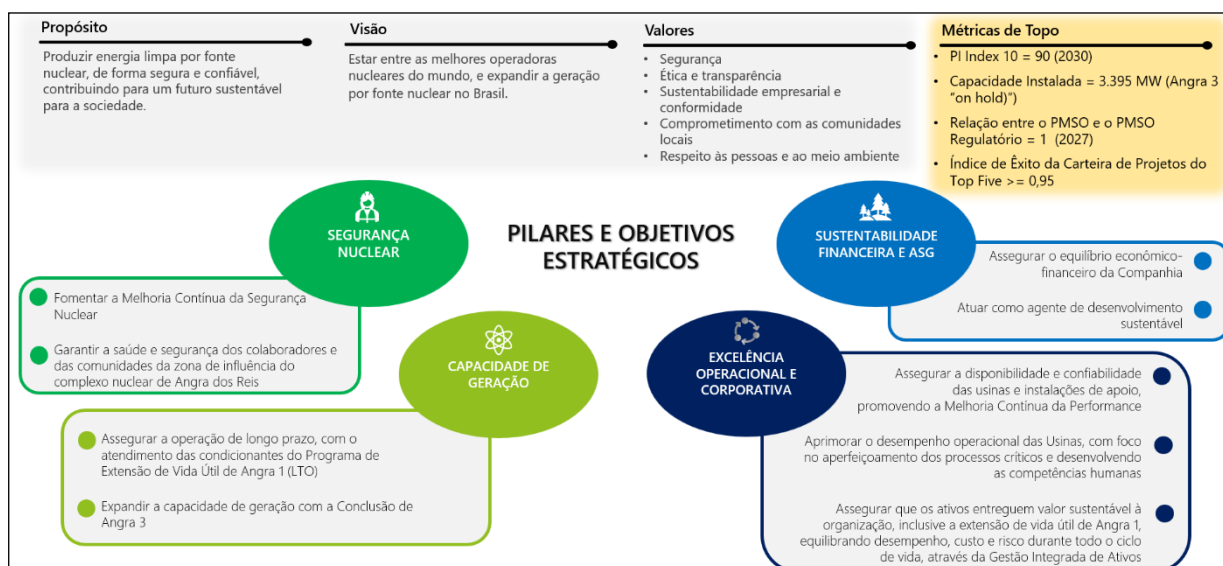 Propósito
Produzir energia limpa por fonte
nuclear, de forma segura e confiável,
contribuindo para um futuro sustentável
para a sociedade.
Visão
Estar entre as melhores operadoras
nucleares do mundo, e expandir a geração
por fonte nuclear no Brasil.
Valores
• Segurança
• Ética e transparência
• Sustentabilidade empresarial e
conformidade
• Comprometimento com as comunidades
locais
• Respeito às pessoas e ao meio ambiente
Métricas de Topo
• PI Index 10 = 90 (2030)
• Capacidade Instalada = 3.395 MW (Angra 3
"on hold)")
• Relação entre o PMSO e o PMSO
Regulatório = 1 (2027)
• Índice de Êxito da Carteira de Projetos do
Top Five >= 0,95
PILARES E OBJETIVOS
ESTRATÉGICOS
SEGURANÇA
NUCLEAR
Fomentar a Melhoria Contínua da Segurança
Nuclear
Garantir a saúde e segurança dos colaboradores e
das comunidades da zona de influência do
complexo nuclear de Angra dos Reis
CAPACIDADE DE
GERAÇÃO
Assegurar a operação de longo prazo, com o
atendimento das condicionantes do Programa de
Extensão de Vida Útil de Angra 1 (LTO)
Expandir a capacidade de geração com a Conclusão de
Angra 3
SUSTENTABILIDADE
FINANCEIRA E ASG
Assegurar o equilíbrio econômico-
financeiro da Companhia
Atuar como agente de desenvolvimento
sustentável
EXCELÊNCIA
OPERACIONAL E
CORPORATIVA
Assegurar a disponibilidade e confiabilidade
das usinas e instalações de apoio,
promovendo a Melhoria Contínua da Performance
Aprimorar o desempenho operacional das Usinas, com foco
no aperfeiçoamento dos processos críticos e desenvolvendo
as competências humanas
Assegurar que os ativos entreguem valor sustentável à
organização, inclusive a extensão de vida útil de Angra 1,
equilibrando desempenho, custo e risco durante todo o ciclo
de vida, através da Gestão Integrada de Ativos